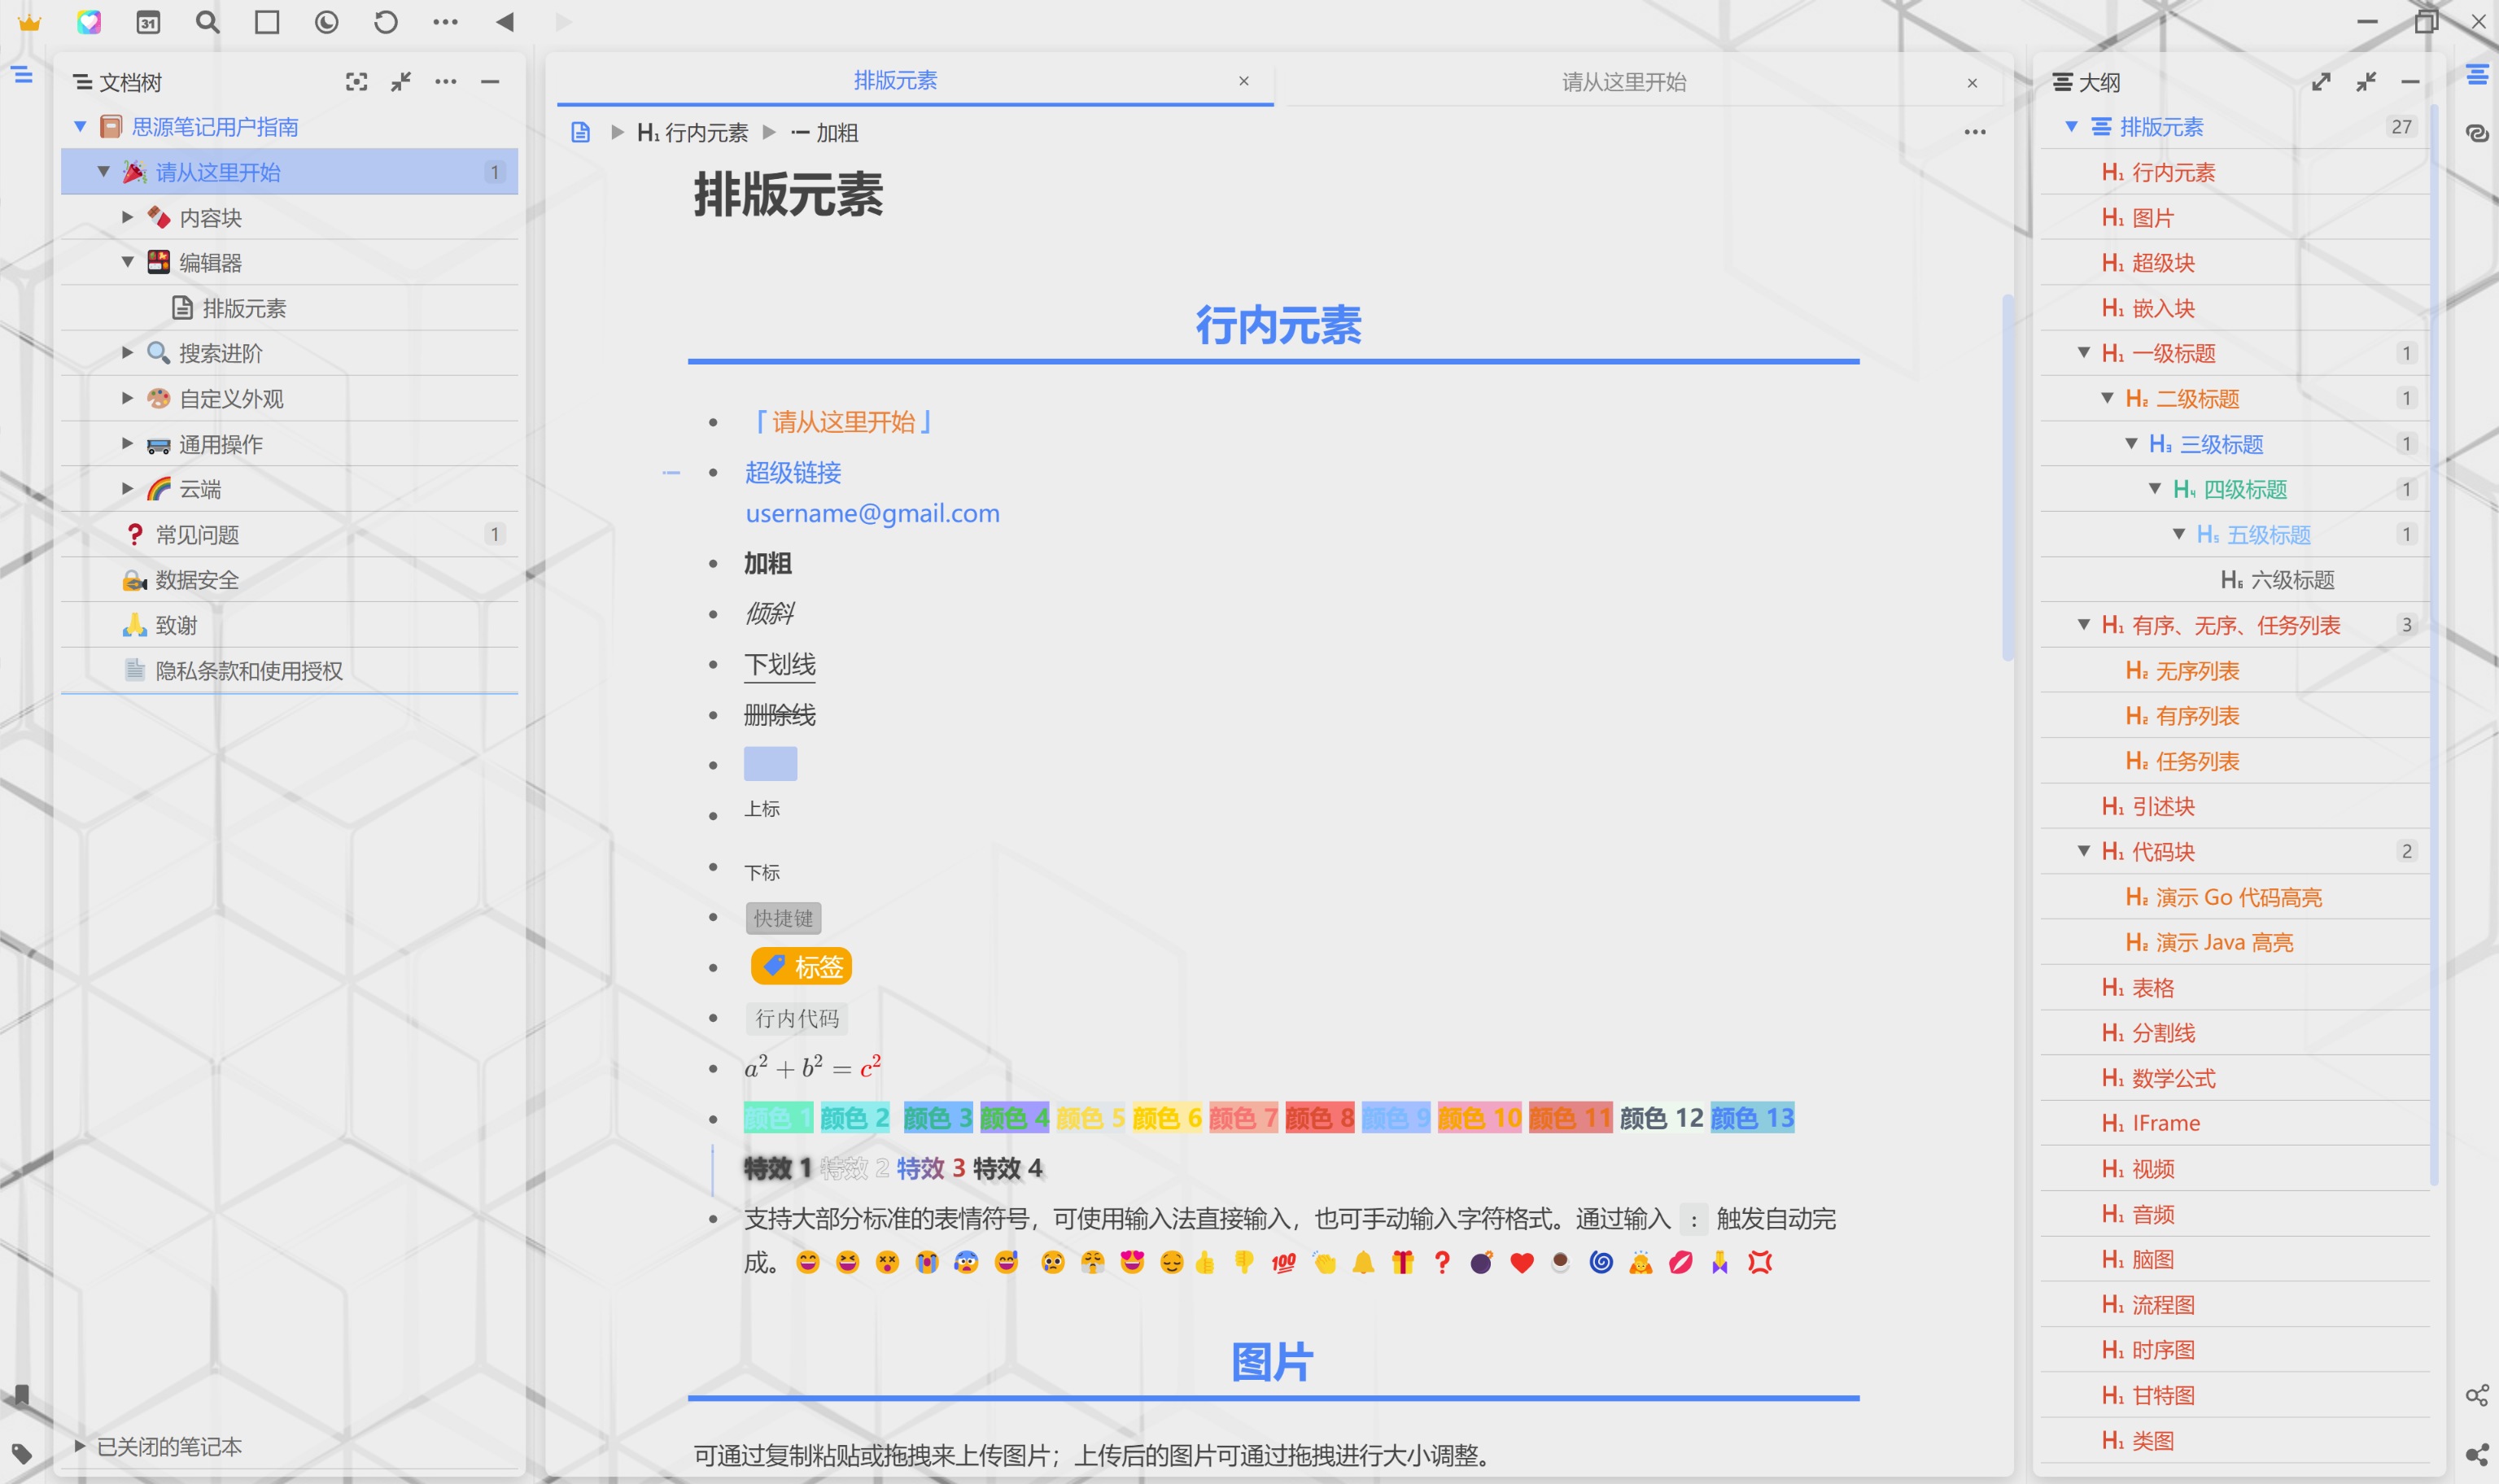 31
文档树
思源笔记用户指南
请从这里开始 1
内容块
编辑器
排版元素
搜索进阶
自定义外观
通用操作
云端
常见问题 1
数据安全
致谢
隐私条款和使用授权
已关闭的笔记本
排版元素
请从这里开始
H1 行内元素 加粗
排版元素
行内元素
「请从这里开始」
超级链接
username@gmail.com
加粗
倾斜
下划线
删除线
上标
下标
快捷键
标签
行内代码
a² + b² = c²
颜色 1 颜色 2 颜色 3 颜色 4 颜色 5 颜色 6 颜色 7 颜色 8 颜色 9 颜色 10 颜色 11 颜色 12 颜色 13
特效 1 特效 2 特效 3 特效 4
支持大部分标准的表情符号，可使用输入法直接输入，也可手动输入字符格式。通过输入 : 触发自动完
成。😄 😆 😵 😭 😰 😅 😢 😤 😍 😌 👍 👎 💯 👏 🔔 🎁 ❓ 💣 ❤️ ☕ 🌀 🙇 💋 🙏 💢
图片
可通过复制粘贴或拖拽来上传图片；上传后的图片可通过拖拽进行大小调整。
大纲
排版元素 27
H1 行内元素
H1 图片
H1 超级块
H1 嵌入块
H1 一级标题 1
H2 二级标题 1
H3 三级标题 1
H4 四级标题 1
H5 五级标题 1
H6 六级标题
H1 有序、无序、任务列表 3
H2 无序列表
H2 有序列表
H2 任务列表
H1 引述块
H1 代码块 2
H2 演示 Go 代码高亮
H2 演示 Java 高亮
H1 表格
H1 分割线
H1 数学公式
H1 IFrame
H1 视频
H1 音频
H1 脑图
H1 流程图
H1 时序图
H1 甘特图
H1 类图